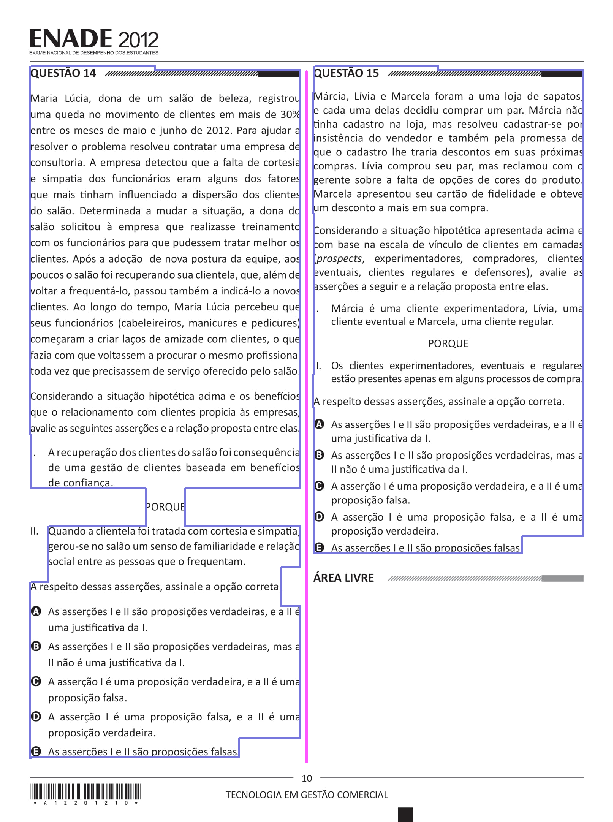 ENADE 2012
EXAME NACIONAL DE DESEMPENHO DOS ESTUDANTES
QUESTÃO 14
Maria Lúcia, dona de um salão de beleza, registrou
uma queda no movimento de clientes em mais de 30%
entre os meses de maio e junho de 2012. Para ajudar a
resolver o problema resolveu contratar uma empresa de
consultoria. A empresa detectou que a falta de cortesia
e simpatia dos funcionários eram alguns dos fatores
que mais tinham influenciado a dispersão dos clientes
do salão. Determinada a mudar a situação, a dona do
salão solicitou à empresa que realizasse treinamento
com os funcionários para que pudessem tratar melhor os
clientes. Após a adoção de nova postura da equipe, aos
poucos o salão foi recuperando sua clientela, que, além de
voltar a frequentá-lo, passou também a indicá-lo a novos
clientes. Ao longo do tempo, Maria Lúcia percebeu que
seus funcionários (cabeleireiros, manicures e pedicures)
começaram a criar laços de amizade com clientes, o que
fazia com que voltassem a procurar o mesmo profissional
toda vez que precisassem de serviço oferecido pelo salão.
Considerando a situação hipotética acima e os benefícios
que o relacionamento com clientes propicia às empresas,
avalie as seguintes asserções e a relação proposta entre elas.
I. A recuperação dos clientes do salão foi consequência
de uma gestão de clientes baseada em benefícios
de confiança.
PORQUE
II. Quando a clientela foi tratada com cortesia e simpatia,
gerou-se no salão um senso de familiaridade e relação
social entre as pessoas que o frequentam.
A respeito dessas asserções, assinale a opção correta.
A As asserções I e II são proposições verdadeiras, e a II é
uma justificativa da I.
B As asserções I e II são proposições verdadeiras, mas a
II não é uma justificativa da I.
C A asserção I é uma proposição verdadeira, e a II é uma
proposição falsa.
D A asserção I é uma proposição falsa, e a II é uma
proposição verdadeira.
E As asserções I e II são proposições falsas.
QUESTÃO 15
Márcia, Lívia e Marcela foram a uma loja de sapatos,
e cada uma delas decidiu comprar um par. Márcia não
tinha cadastro na loja, mas resolveu cadastrar-se por
insistência do vendedor e também pela promessa de
que o cadastro lhe traria descontos em suas próximas
compras. Lívia comprou seu par, mas reclamou com o
gerente sobre a falta de opções de cores do produto.
Marcela apresentou seu cartão de fidelidade e obteve
um desconto a mais em sua compra.
Considerando a situação hipotética apresentada acima e
com base na escala de vínculo de clientes em camadas
(prospects, experimentadores, compradores, clientes
eventuais, clientes regulares e defensores), avalie as
asserções a seguir e a relação proposta entre elas.
I. Márcia é uma cliente experimentadora, Lívia, uma
cliente eventual e Marcela, uma cliente regular.
PORQUE
II. Os clientes experimentadores, eventuais e regulares
estão presentes apenas em alguns processos de compra.
A respeito dessas asserções, assinale a opção correta.
A As asserções I e II são proposições verdadeiras, e a II é
uma justificativa da I.
B As asserções I e II são proposições verdadeiras, mas a
II não é uma justificativa da I.
C A asserção I é uma proposição verdadeira, e a II é uma
proposição falsa.
D A asserção I é uma proposição falsa, e a II é uma
proposição verdadeira.
E As asserções I e II são proposições falsas.
ÁREA LIVRE
10
TECNOLOGIA EM GESTÃO COMERCIAL
* A 1 2 2 0 1 2 1 0 *